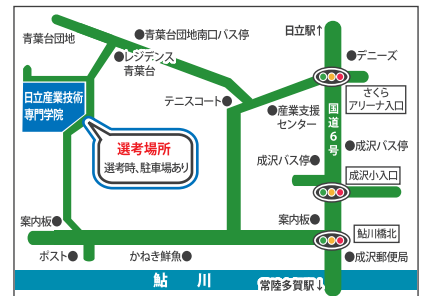 日立駅↑
青葉台団地
●青葉台団地南口バス停
●レジデンス
青葉台
●デニーズ
日立産業技術
専門学院
テニスコート●
さくら
アリーナ入口
●産業支援
センター
国道6号
選考場所
選考時、駐車場あり
●成沢バス停
成沢バス停●
成沢小入口
案内板●
案内板●
鮎川橋北
ポスト●
かねき鮮魚●
●成沢郵便局
鮎川
常陸多賀駅↓